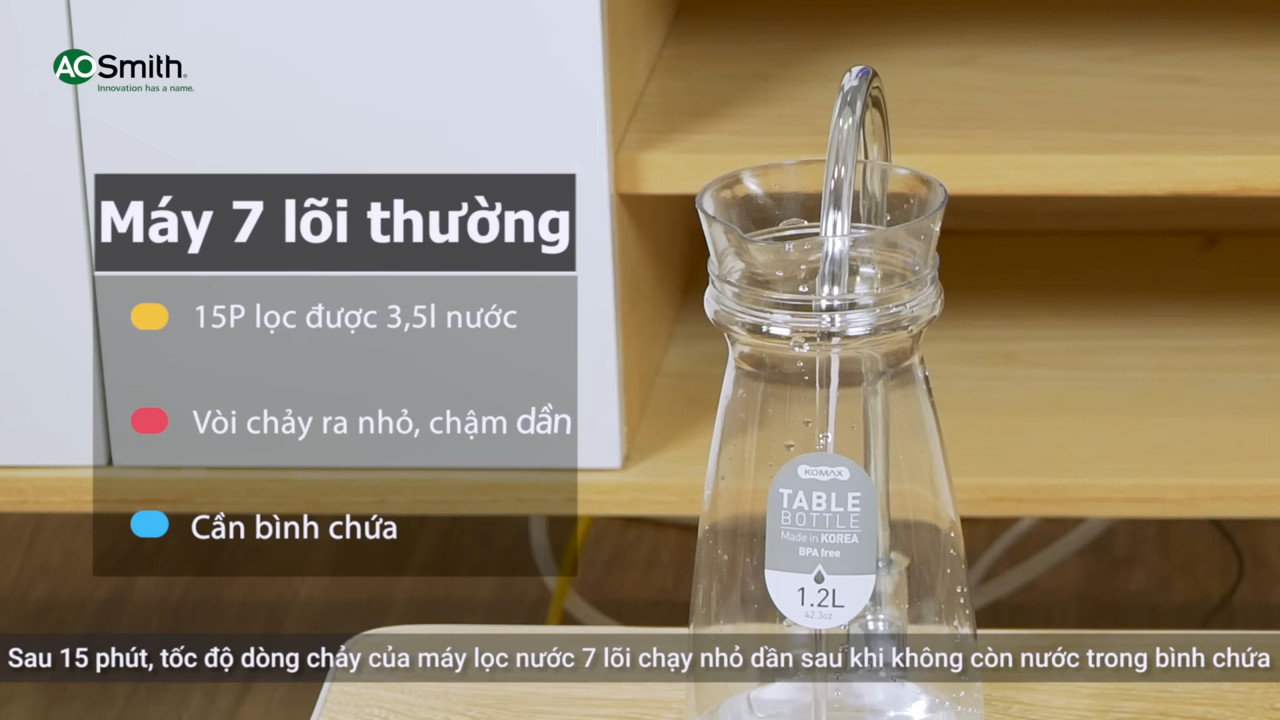 AOSmith®
Innovation has a name.
Máy 7 lõi thường
15P lọc được 3,5l nước
Vòi chảy ra nhỏ, chậm dần
Cần bình chứa
KOMAX
TABLE
BOTTLE
Made in KOREA
BPA free
1.2L
42.3oz
Sau 15 phút, tốc độ dòng chảy của máy lọc nước 7 lõi chạy nhỏ dần sau khi không còn nước trong bình chứa